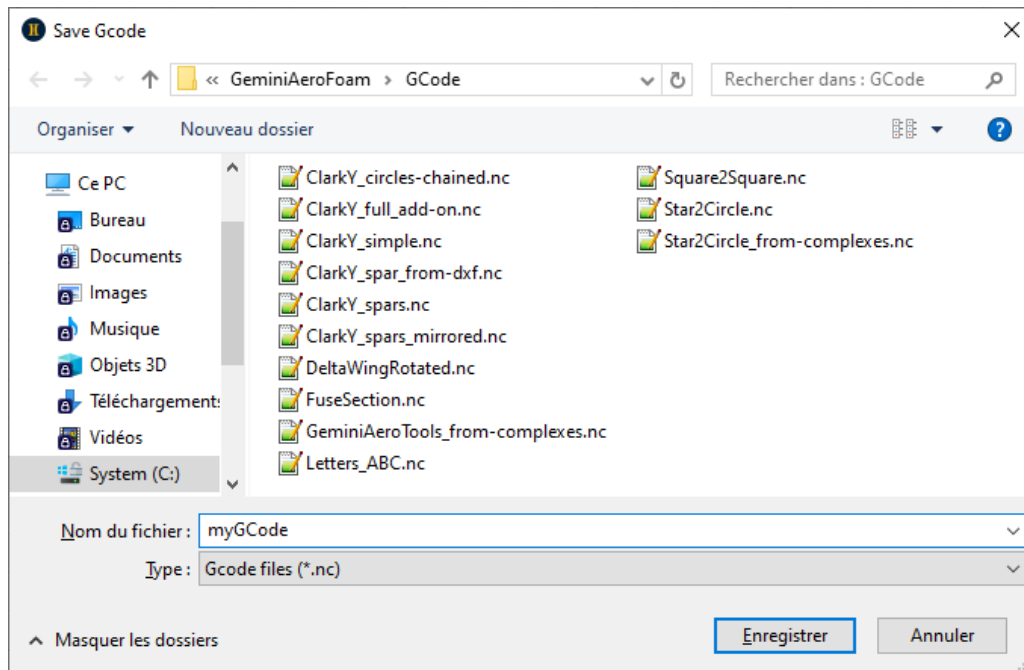 Save Gcode
« GeminiAeroFoam > GCode
Rechercher dans : GCode
Organiser
Nouveau dossier
?
Ce PC
Bureau
Documents
Images
Musique
Objets 3D
Téléchargements
Vidéos
System (C:)
ClarkY_circles-chained.nc
ClarkY_full_add-on.nc
ClarkY_simple.nc
ClarkY_spar_from-dxf.nc
ClarkY_spars.nc
ClarkY_spars_mirrored.nc
DeltaWingRotated.nc
FuseSection.nc
GeminiAeroTools_from-complexes.nc
Letters_ABC.nc
Square2Square.nc
Star2Circle.nc
Star2Circle_from-complexes.nc
Nom du fichier : myGCode
Type : Gcode files (*.nc)
Masquer les dossiers
Enregistrer
Annuler